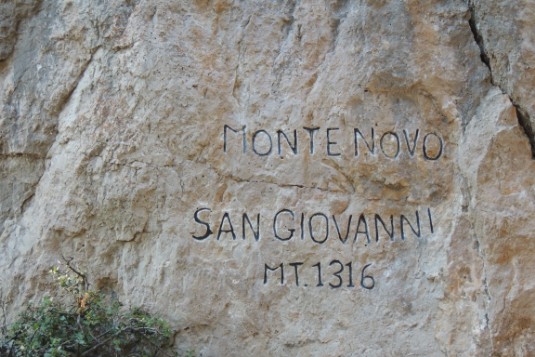 MONTE NOVO
SAN GIOVANNI
MT. 1316